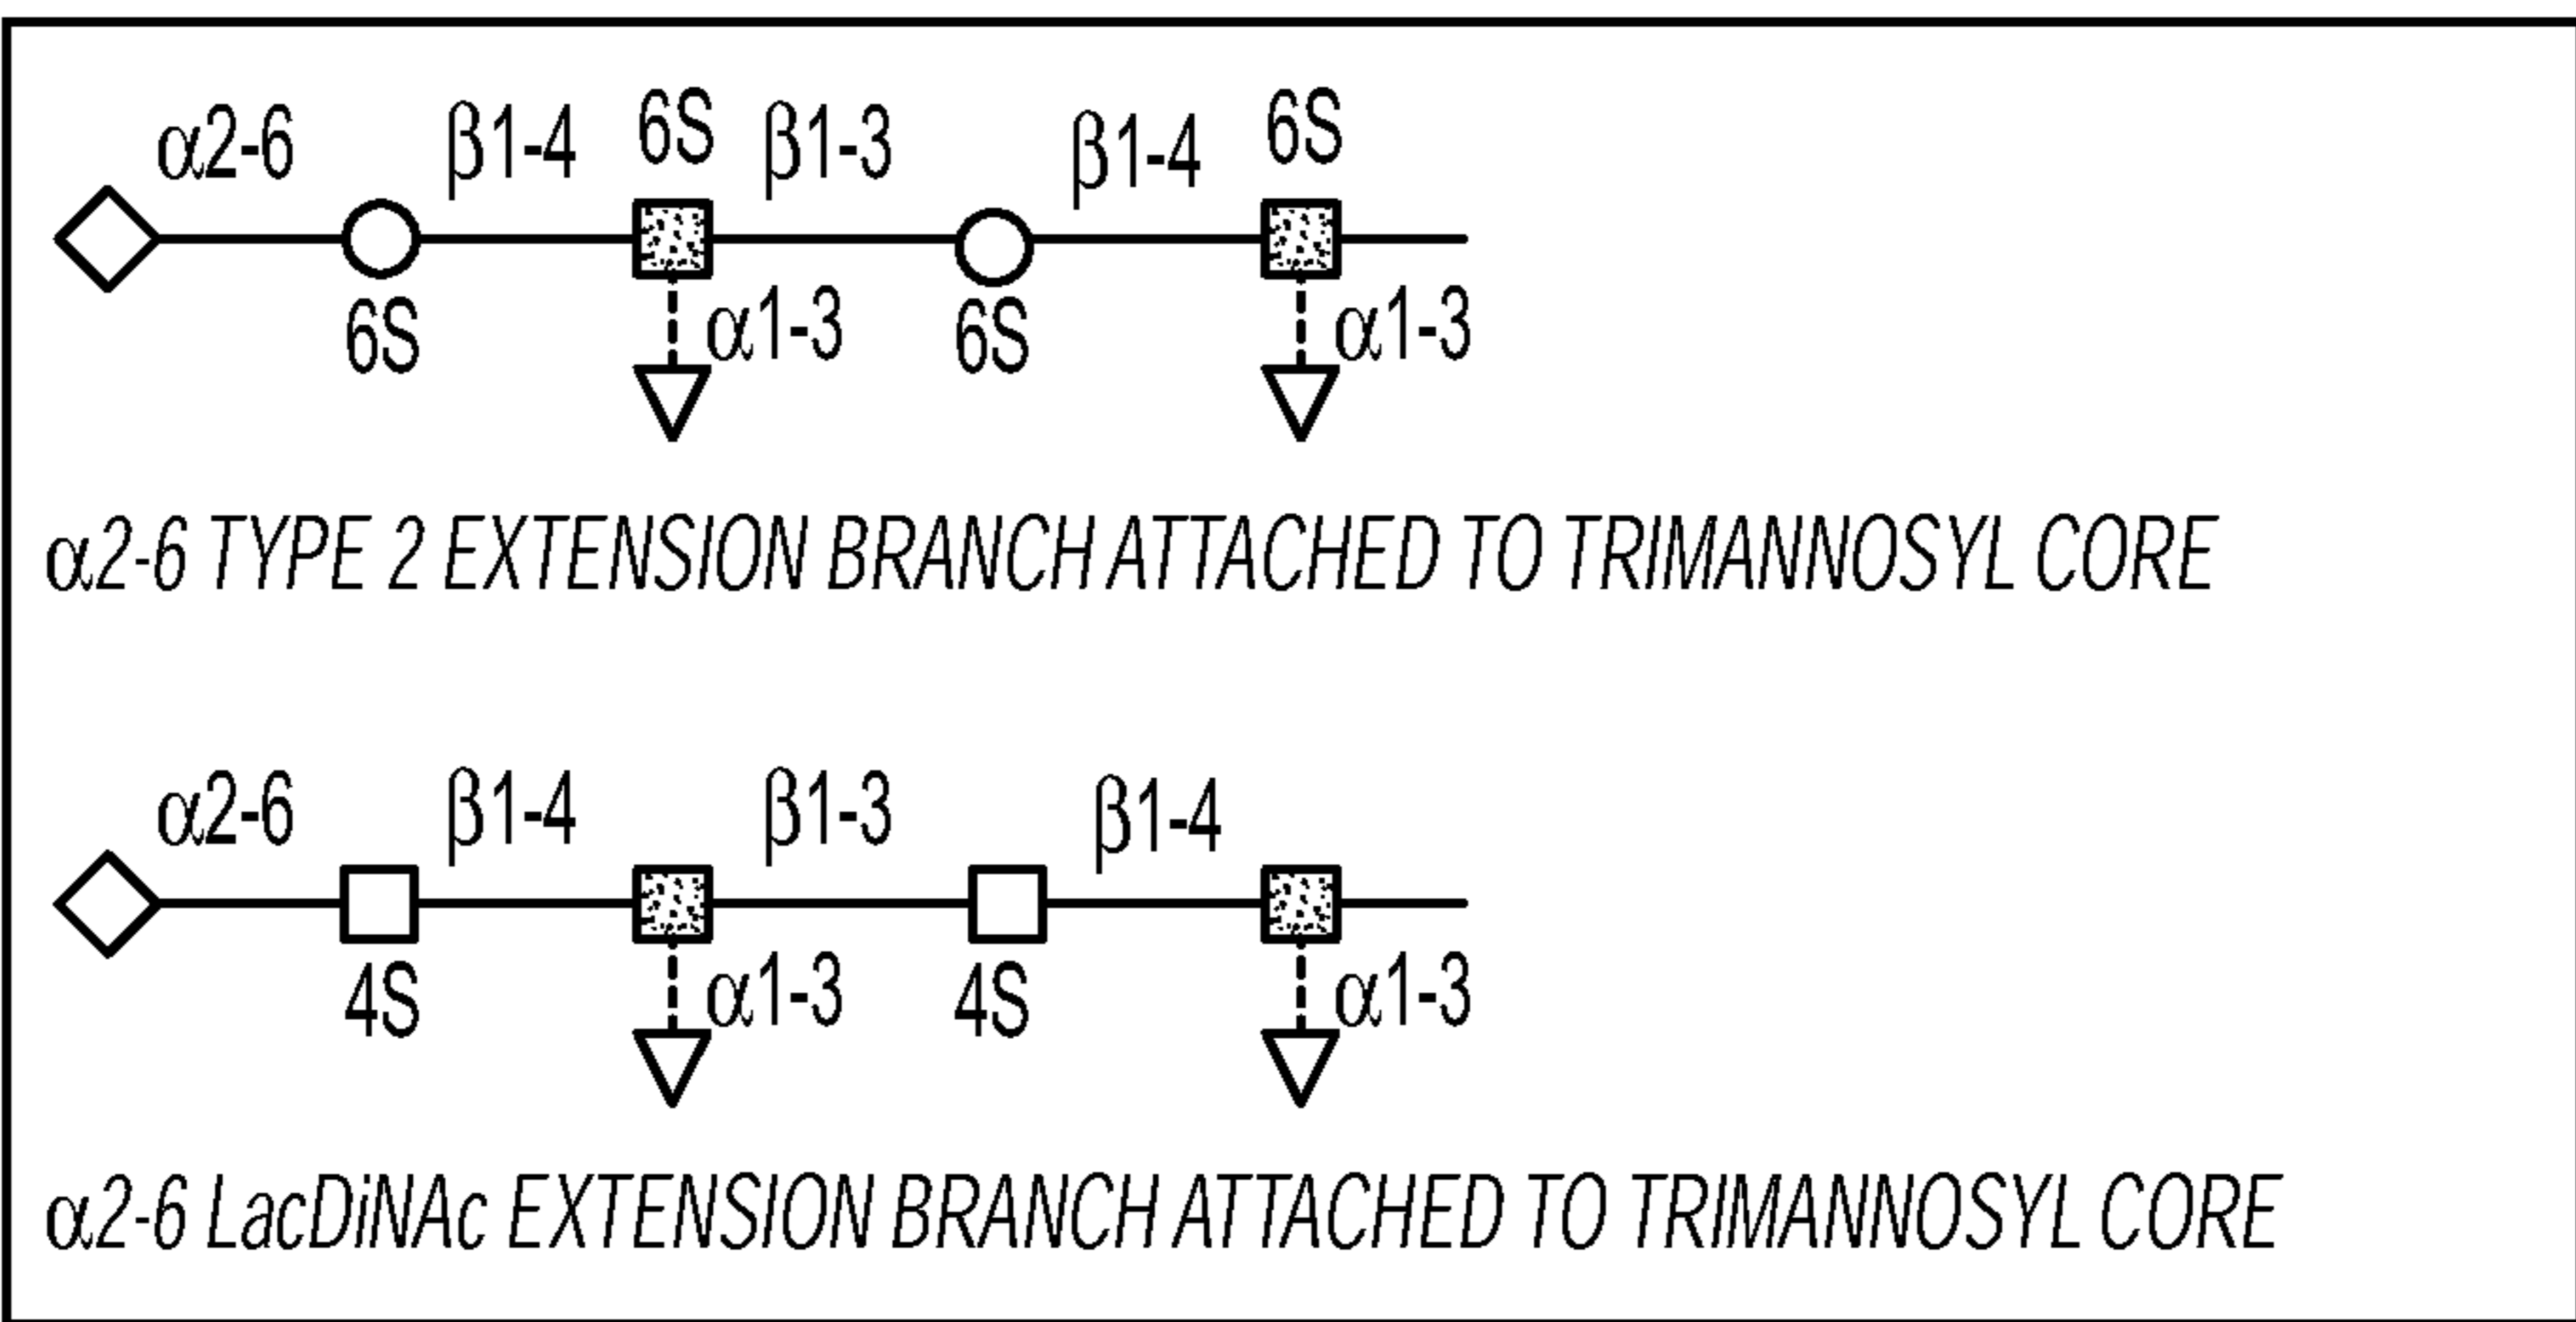 α2-6 β1-4 6S β1-3 β1-4 6S
6S α1-3 6S α1-3
α2-6 TYPE 2 EXTENSION BRANCH ATTACHED TO TRIMANNOSYL CORE
α2-6 β1-4 β1-3 β1-4
4S α1-3 4S α1-3
α2-6 LacDiNAc EXTENSION BRANCH ATTACHED TO TRIMANNOSYL CORE